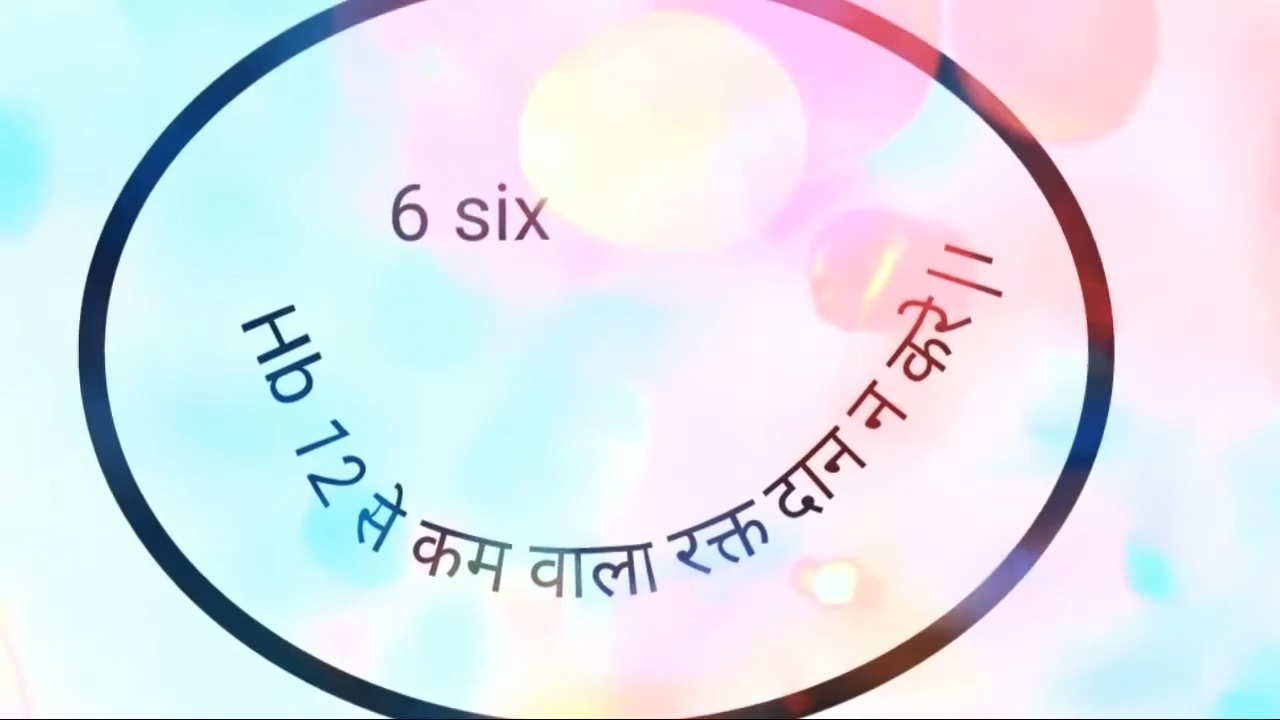 6 six
Hb 12 से कम वाला रक्त दान न करे ||